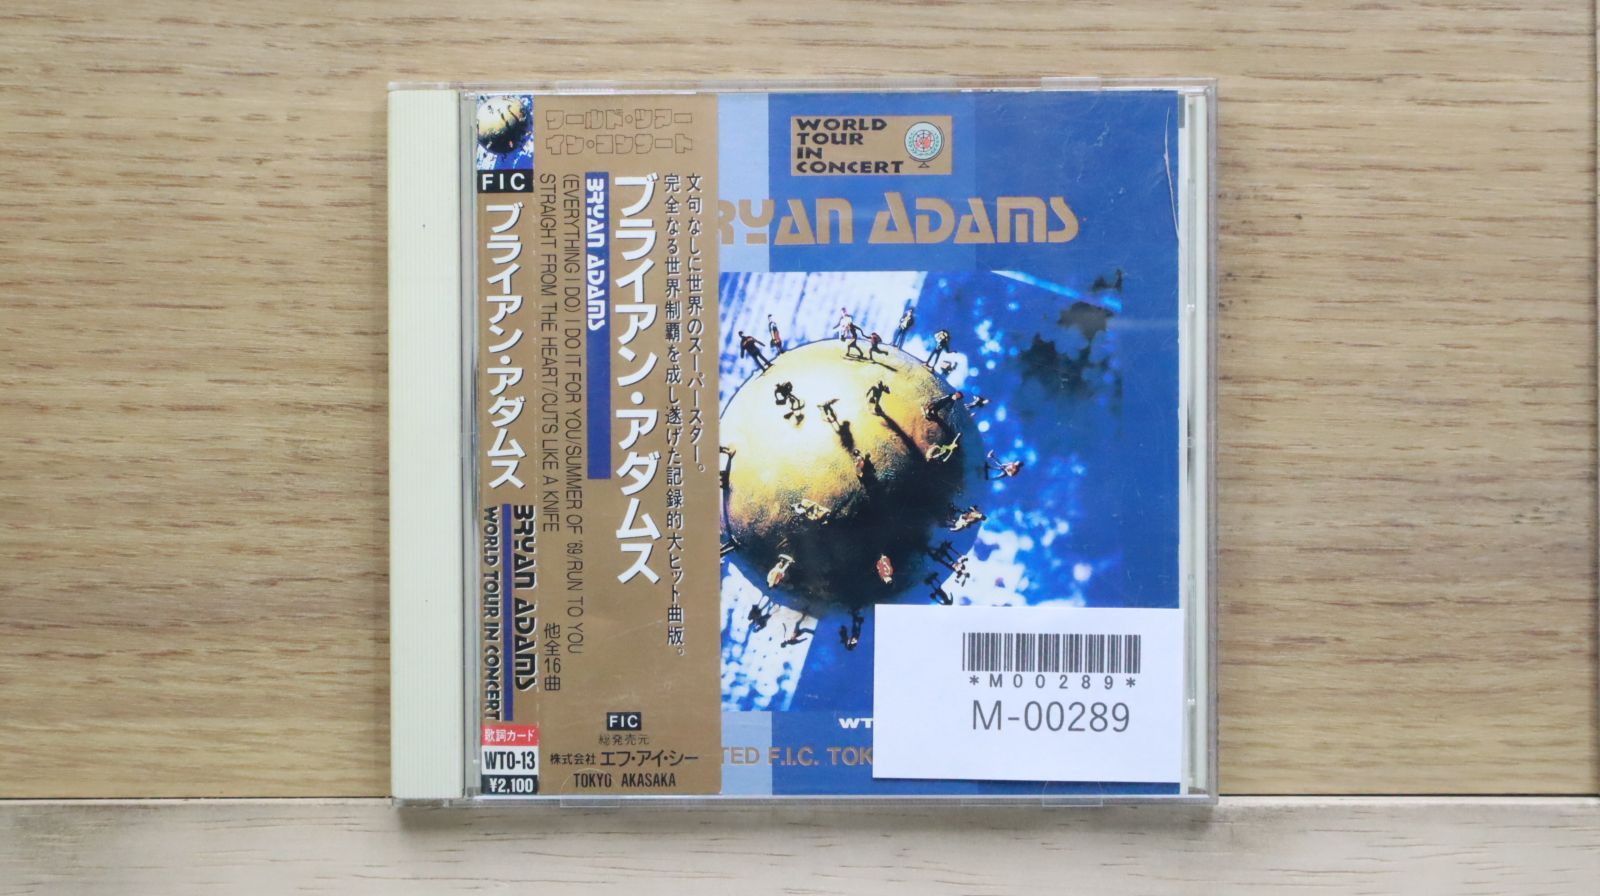 FIC
ブライアン・アダムス
BRYAN ADAMS
WORLD TOUR IN CONCERT
歌詞カード
WTO-13
¥2,100
ワールド・ツアー
イン・コンサート
文句なしに世界のスーパースター。
完全なる世界制覇を成し遂げた記録的大ヒット曲版。
ブライアン・アダムス
BRYAN ADAMS
(EVERYTHING I DO) I DO IT FOR YOU/SUMMER OF '69/RUN TO YOU
STRAIGHT FROM THE HEART/CUTS LIKE A KNIFE
他全16曲
FIC
総発売元
株式会社 エフ・アイ・シー
TOKYO AKASAKA
WORLD
TOUR
IN
CONCERT
RYAN ADAMS
WT
TED F.I.C. TOK
*M00289*
M-00289